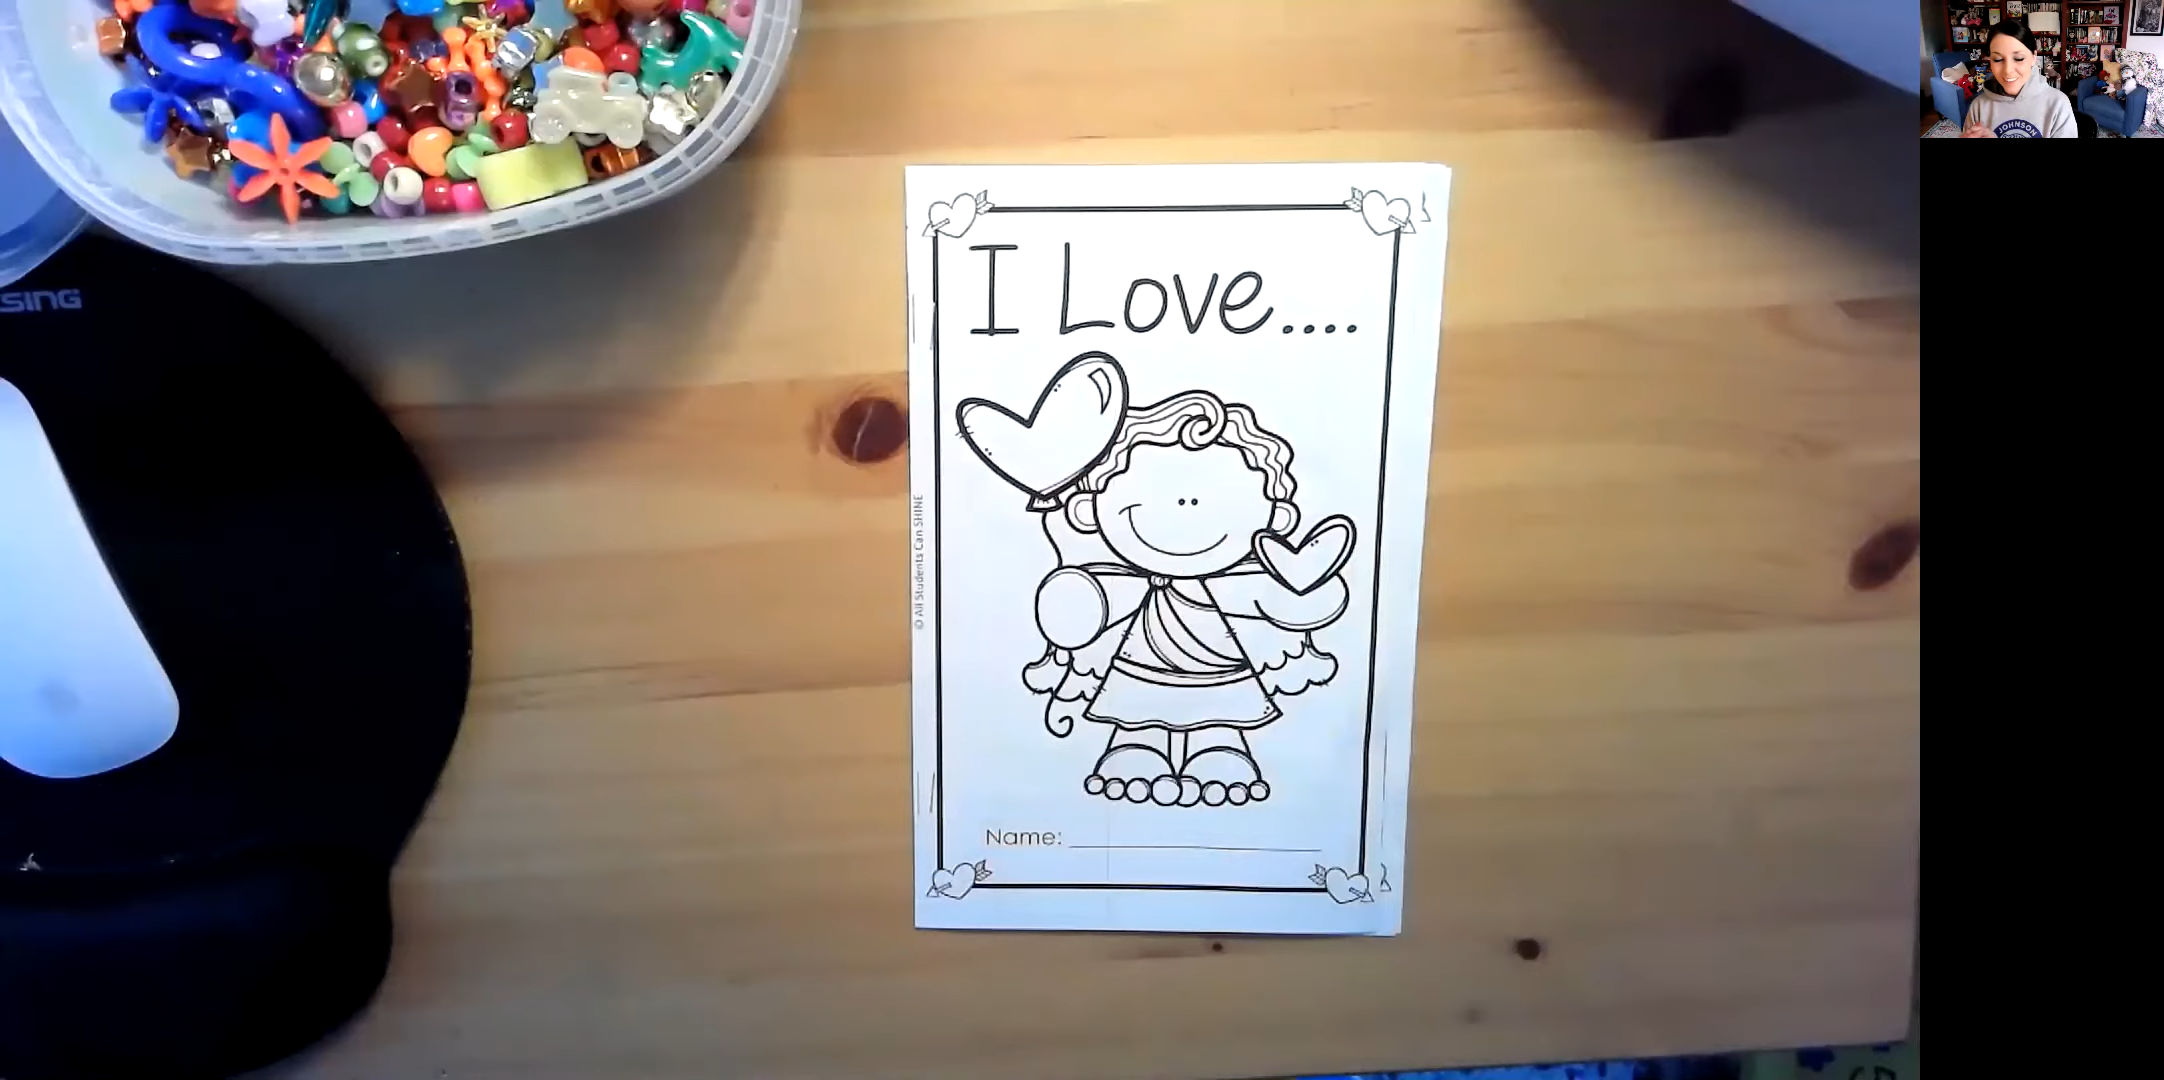 SING
JOHNSON
I Love....
© All Students Can SHINE
Name: